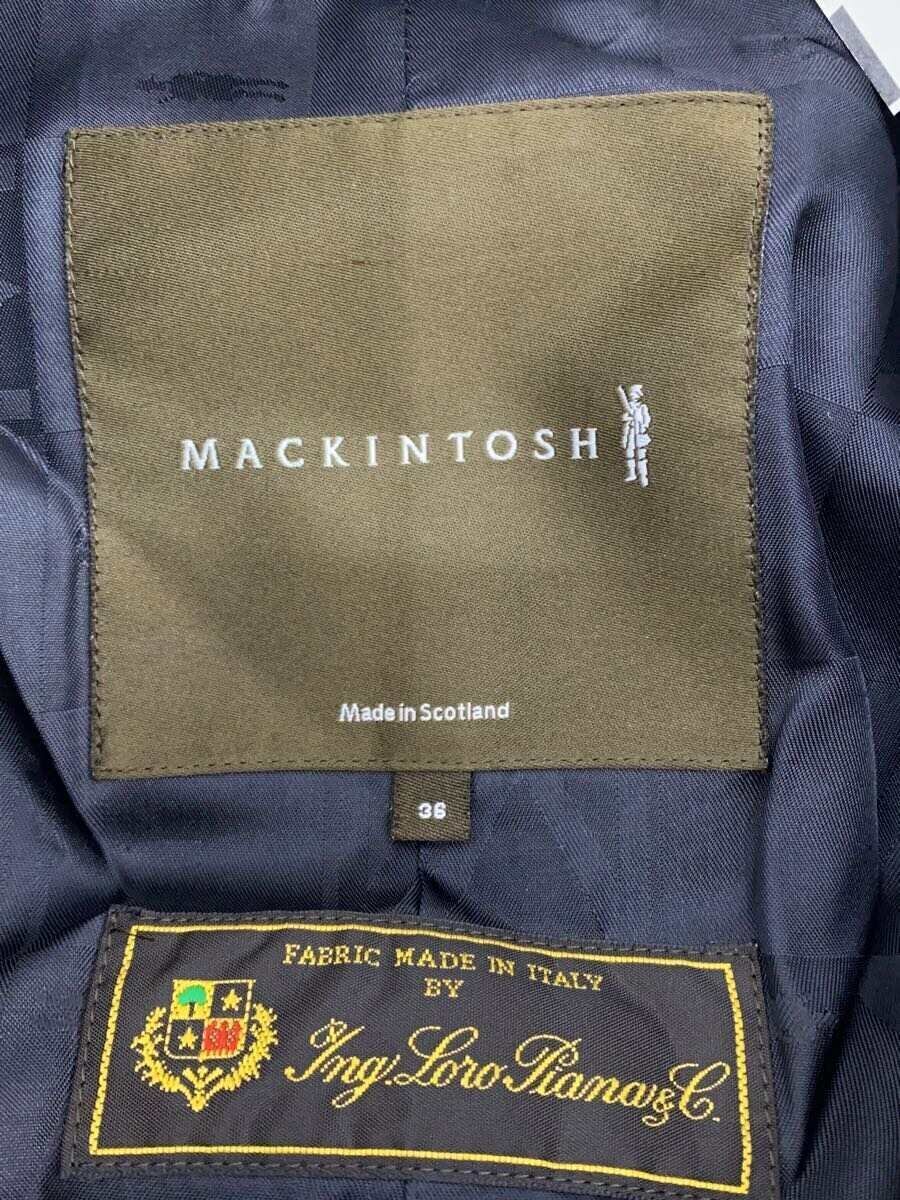 MACKINTOSH
Made in Scotland
36
FABRIC MADE IN ITALY
BY
Ing. Loro Piana & C.